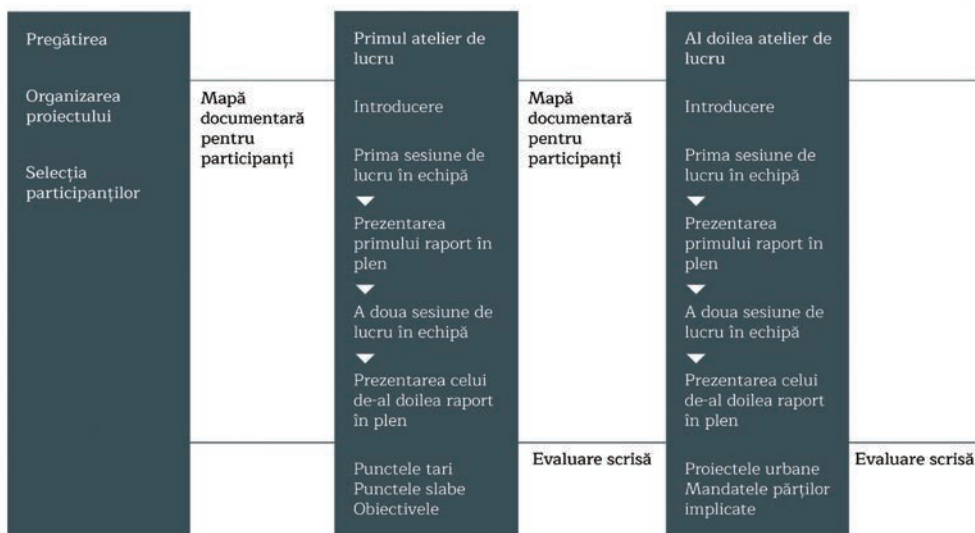 Pregătirea
Organizarea
proiectului
Selecția
participanților
Mapă
documentară
pentru
participanți
Primul atelier de
lucru
Introducere
Prima sesiune de
lucru în echipă
Prezentarea
primului raport în
plen
A doua sesiune de
lucru în echipă
Prezentarea celui
de-al doilea raport
în plen
Punctele tari
Punctele slabe
Obiectivele
Mapă
documentară
pentru
participanți
Evaluare scrisă
Al doilea atelier de
lucru
Introducere
Prima sesiune de
lucru în echipă
Prezentarea
primului raport în
plen
A doua sesiune de
lucru în echipă
Prezentarea celui
de-al doilea raport
în plen
Proiectele urbane
Mandatele părților
implicate
Evaluare scrisă